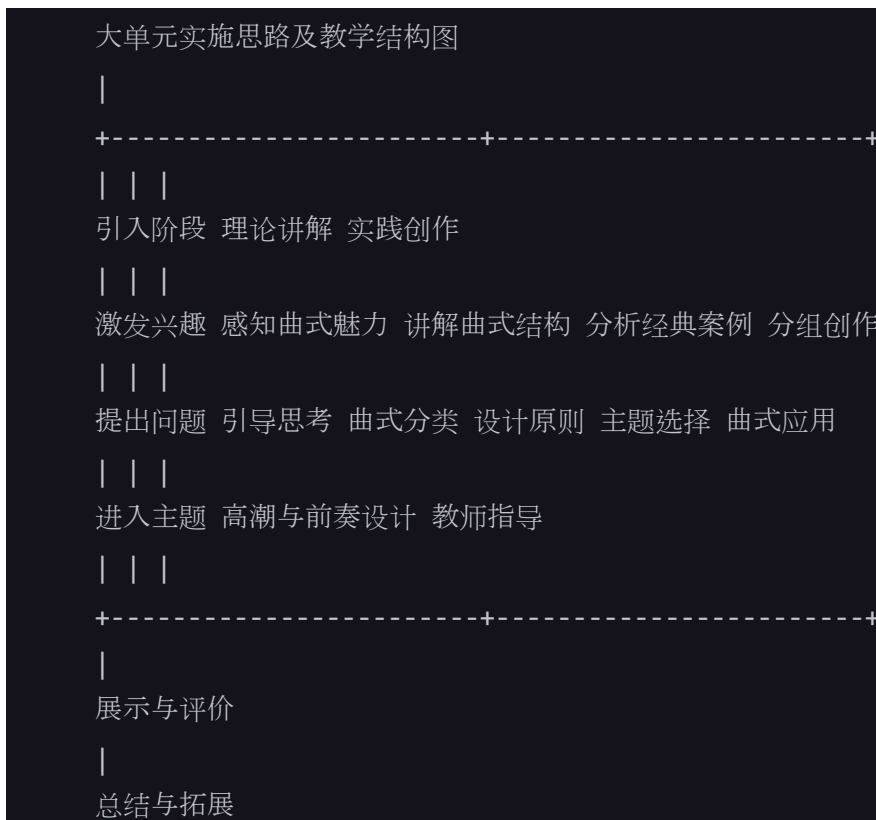 大单元实施思路及教学结构图
|
+------------------------+------------------------+
| | |
引入阶段 理论讲解 实践创作
| | |
激发兴趣 感知曲式魅力 讲解曲式结构 分析经典案例 分组创作
| | |
提出问题 引导思考 曲式分类 设计原则 主题选择 曲式应用
| | |
进入主题 高潮与前奏设计 教师指导
| | |
+------------------------+------------------------+
|
展示与评价
|
总结与拓展